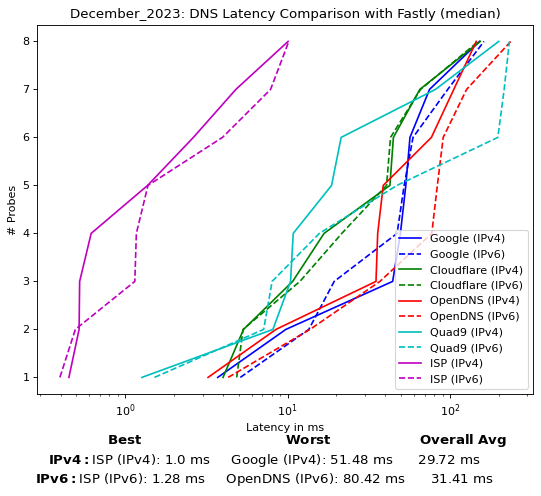 December_2023: DNS Latency Comparison with Fastly (median)
# Probes
8
7
6
5
4
3
2
1
Google (IPv4)
Google (IPv6)
Cloudflare (IPv4)
Cloudflare (IPv6)
OpenDNS (IPv4)
OpenDNS (IPv6)
Quad9 (IPv4)
Quad9 (IPv6)
ISP (IPv4)
ISP (IPv6)
10⁰ 10¹ 10²
Latency in ms
Best Worst Overall Avg
IPv4: ISP (IPv4): 1.0 ms Google (IPv4): 51.48 ms 29.72 ms
IPv6: ISP (IPv6): 1.28 ms OpenDNS (IPv6): 80.42 ms 31.41 ms